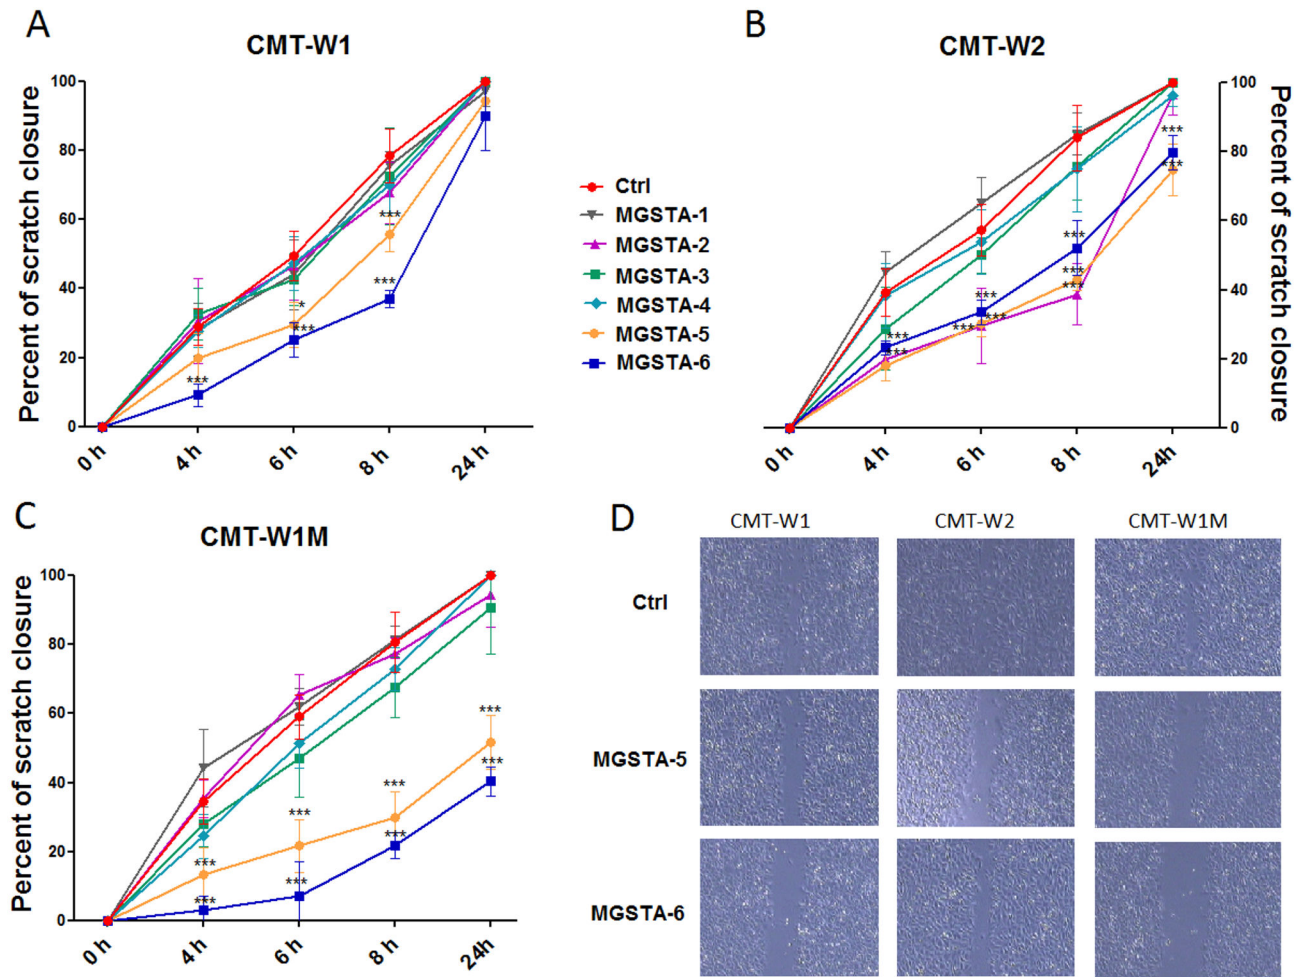 A
CMT-W1
Percent of scratch closure
100
80
60
40
20
0
***
***
*
***
***
0 h
4 h
6 h
8 h
24 h
Ctrl
MGSTA-1
MGSTA-2
MGSTA-3
MGSTA-4
MGSTA-5
MGSTA-6
B
CMT-W2
Percent of scratch closure
100
80
60
40
20
0
***
***
***
***
***
***
***
***
***
***
0 h
4 h
6 h
8 h
24h
C
CMT-W1M
Percent of scratch closure
100
80
60
40
20
0
***
***
***
***
***
***
***
***
0 h
4 h
6 h
8 h
24h
D
CMT-W1 CMT-W2 CMT-W1M
Ctrl
MGSTA-5
MGSTA-6